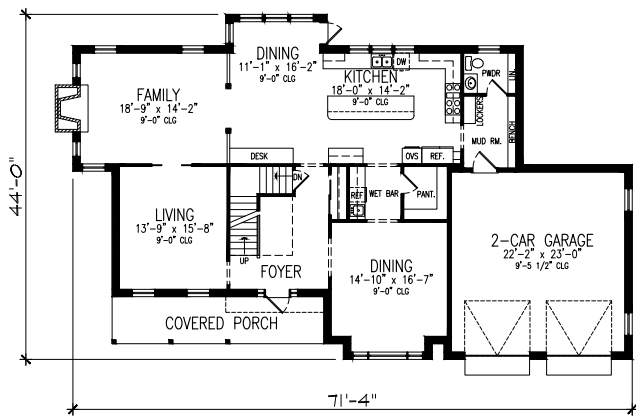 DINING
11'-1" x 16'-2"
9'-0" CLG
KITCHEN
18'-0" x 14'-2"
9'-0" CLG
DW
PWDR
LIN.
FAMILY
18'-9" x 14'-2"
9'-0" CLG
LOCKERS
BENCH
MUD RM.
DESK
OVS
REF.
DN
REF
WET BAR
PANT.
LIVING
13'-9" x 15'-8"
9'-0" CLG
UP
FOYER
DINING
14'-10" x 16'-7"
9'-0" CLG
2-CAR GARAGE
22'-2" x 23'-0"
9'-5 1/2" CLG
COVERED PORCH
44'-0"
71'-4"